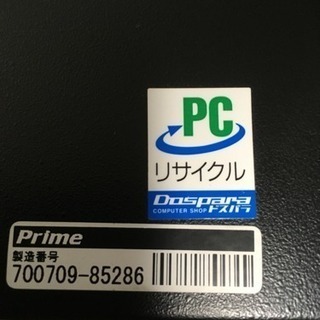 PC
リサイクル
Dospara
COMPUTER SHOP ドスパラ
Prime
製造番号
700709-85286